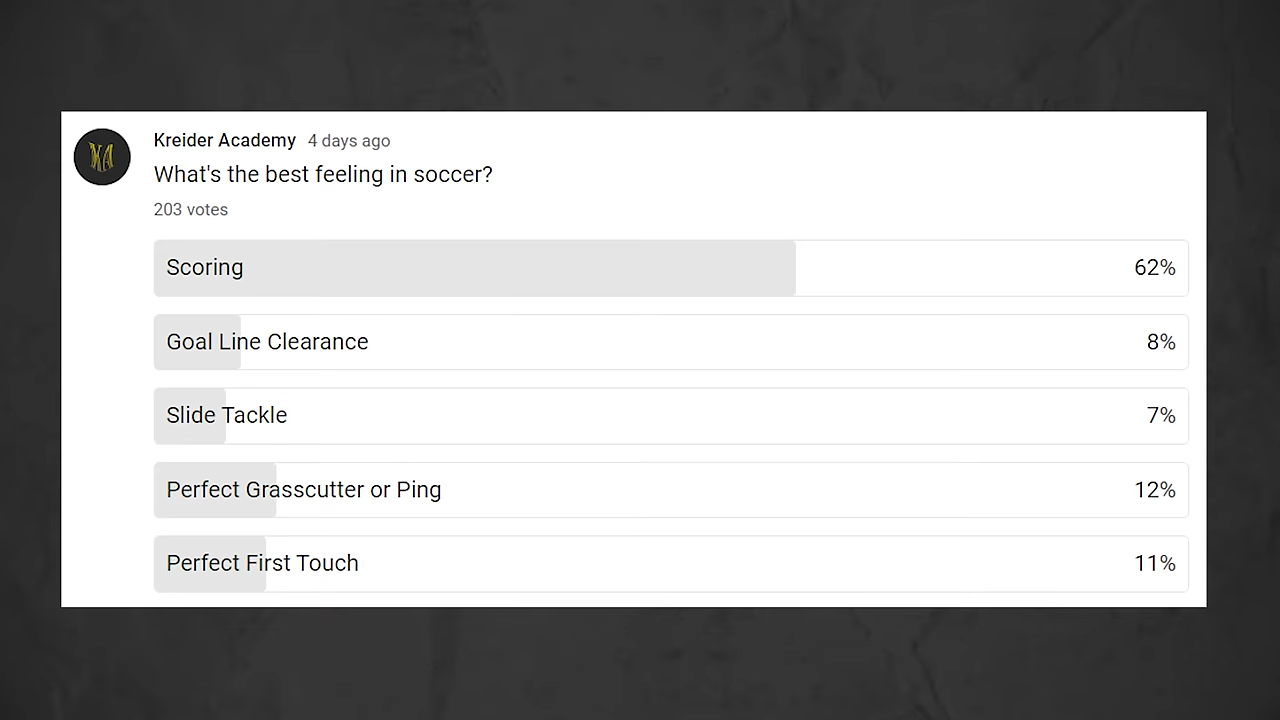 KA
Kreider Academy 4 days ago
What's the best feeling in soccer?
203 votes
Scoring 62%
Goal Line Clearance 8%
Slide Tackle 7%
Perfect Grasscutter or Ping 12%
Perfect First Touch 11%